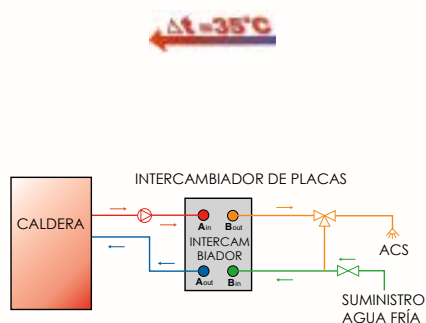 Δt =35°C
INTERCAMBIADOR DE PLACAS
CALDERA
Ain
Bout
INTERCAM
BIADOR
Aout
Bin
ACS
SUMINISTRO
AGUA FRÍA